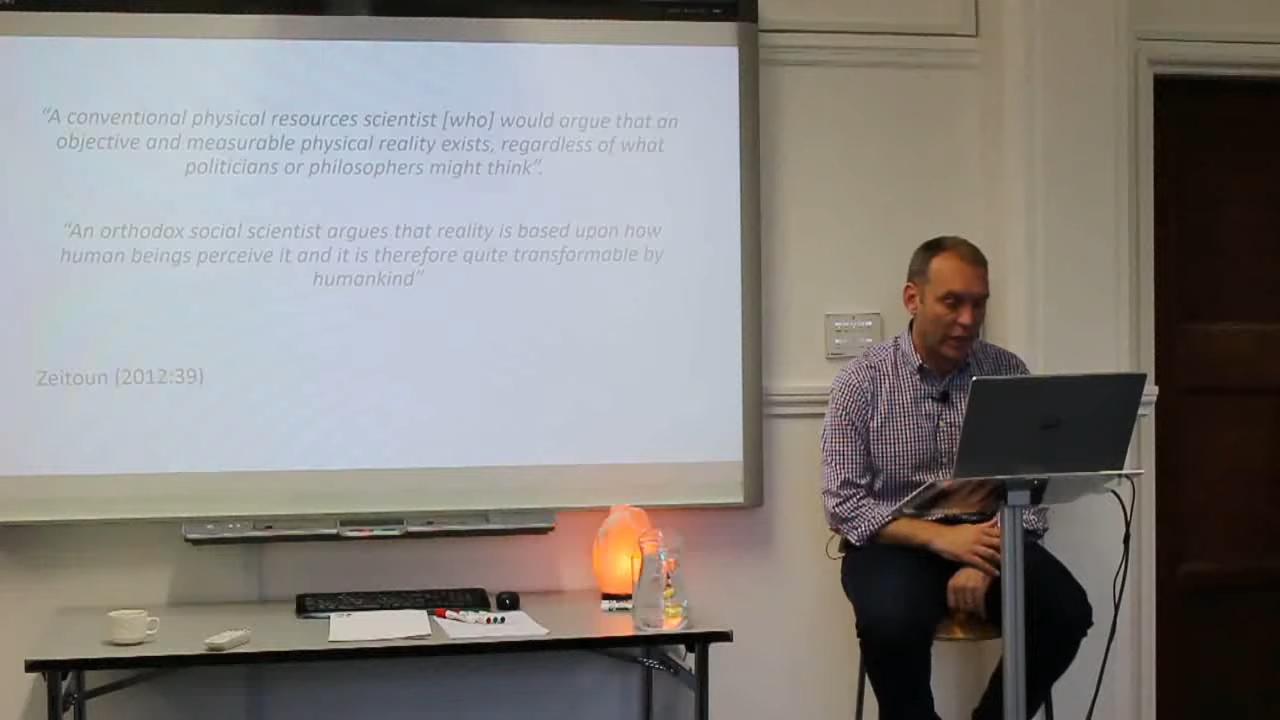 “A conventional physical resources scientist [who] would argue that an
objective and measurable physical reality exists, regardless of what
politicians or philosophers might think”.
“An orthodox social scientist argues that reality is based upon how
human beings perceive it and it is therefore quite transformable by
humankind”
Zeitoun (2012:39)